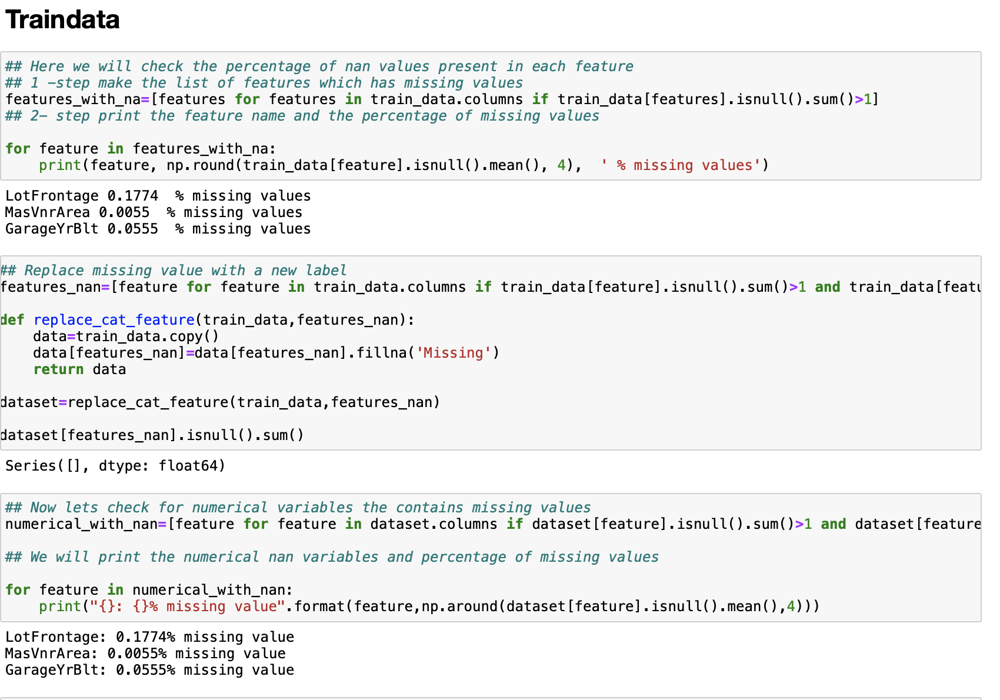 Traindata
## Here we will check the percentage of nan values present in each feature
## 1 -step make the list of features which has missing values
features_with_na=[features for features in train_data.columns if train_data[features].isnull().sum()>1]
## 2- step print the feature name and the percentage of missing values
for feature in features_with_na:
    print(feature, np.round(train_data[feature].isnull().mean(), 4),  ' % missing values')
LotFrontage 0.1774  % missing values
MasVnrArea 0.0055  % missing values
GarageYrBlt 0.0555  % missing values
## Replace missing value with a new label
features_nan=[feature for feature in train_data.columns if train_data[feature].isnull().sum()>1 and train_data[featu
def replace_cat_feature(train_data,features_nan):
    data=train_data.copy()
    data[features_nan]=data[features_nan].fillna('Missing')
    return data
dataset=replace_cat_feature(train_data,features_nan)
dataset[features_nan].isnull().sum()
Series([], dtype: float64)
## Now lets check for numerical variables the contains missing values
numerical_with_nan=[feature for feature in dataset.columns if dataset[feature].isnull().sum()>1 and dataset[feature
## We will print the numerical nan variables and percentage of missing values
for feature in numerical_with_nan:
    print("{}: {}% missing value".format(feature,np.around(dataset[feature].isnull().mean(),4)))
LotFrontage: 0.1774% missing value
MasVnrArea: 0.0055% missing value
GarageYrBlt: 0.0555% missing value